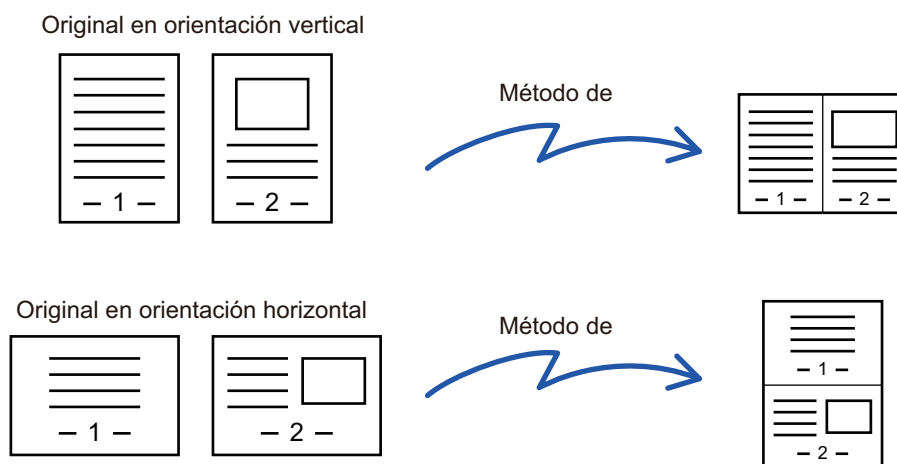 Original en orientación vertical
Método de
– 1 –
– 2 –
– 1 –
– 2 –
Original en orientación horizontal
Método de
– 1 –
– 2 –
– 1 –
– 2 –